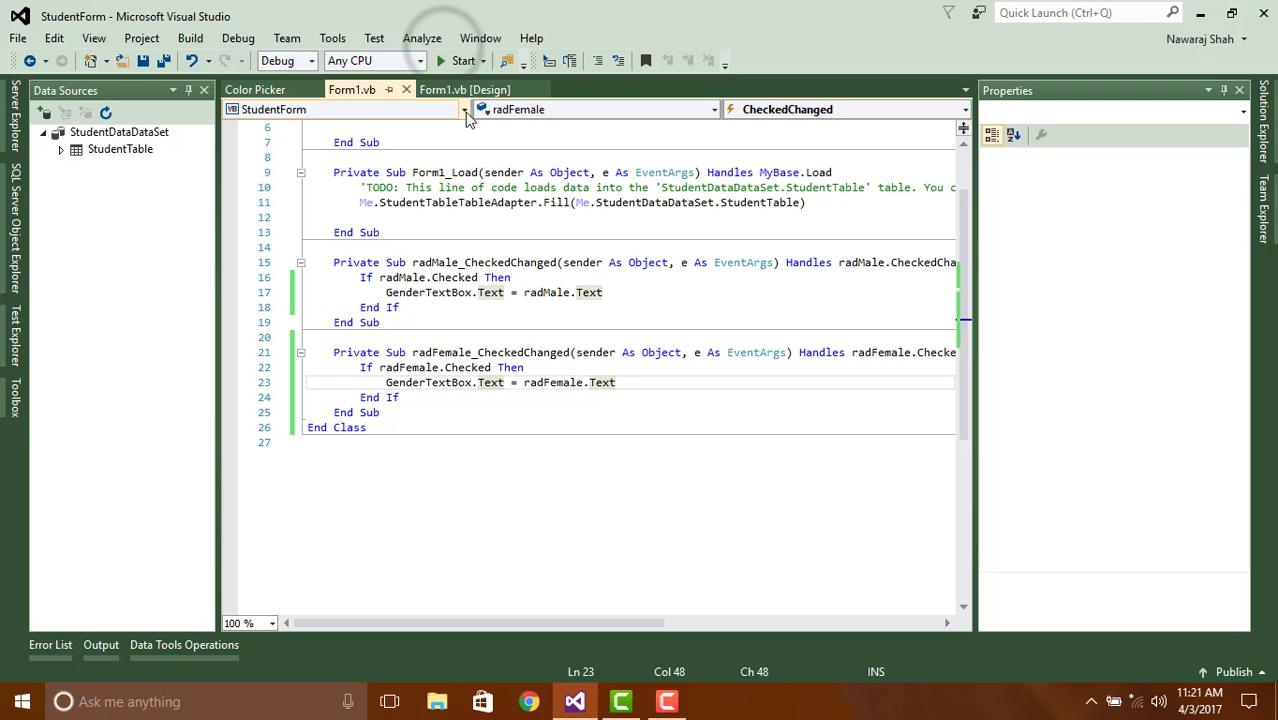 StudentForm - Microsoft Visual Studio
Quick Launch (Ctrl+Q)
File Edit View Project Build Debug Team Tools Test Analyze Window Help
Nawaraj Shah
Debug Any CPU Start
Server Explorer
SQL Server Object Explorer
Test Explorer
Toolbox
Data Sources
StudentDataDataSet
StudentTable
Color Picker Form1.vb Form1.vb [Design]
StudentForm radFemale CheckedChanged
6
7 End Sub
8
9 Private Sub Form1_Load(sender As Object, e As EventArgs) Handles MyBase.Load
10 'TODO: This line of code loads data into the 'StudentDataDataSet.StudentTable' table. You c
11 Me.StudentTableTableAdapter.Fill(Me.StudentDataDataSet.StudentTable)
12
13 End Sub
14
15 Private Sub radMale_CheckedChanged(sender As Object, e As EventArgs) Handles radMale.CheckedCha
16 If radMale.Checked Then
17 GenderTextBox.Text = radMale.Text
18 End If
19 End Sub
20
21 Private Sub radFemale_CheckedChanged(sender As Object, e As EventArgs) Handles radFemale.Checke
22 If radFemale.Checked Then
23 GenderTextBox.Text = radFemale.Text
24 End If
25 End Sub
26 End Class
27
100 %
Properties
Solution Explorer
Team Explorer
Error List Output Data Tools Operations
Ln 23 Col 48 Ch 48 INS Publish
Ask me anything
11:21 AM
4/3/2017